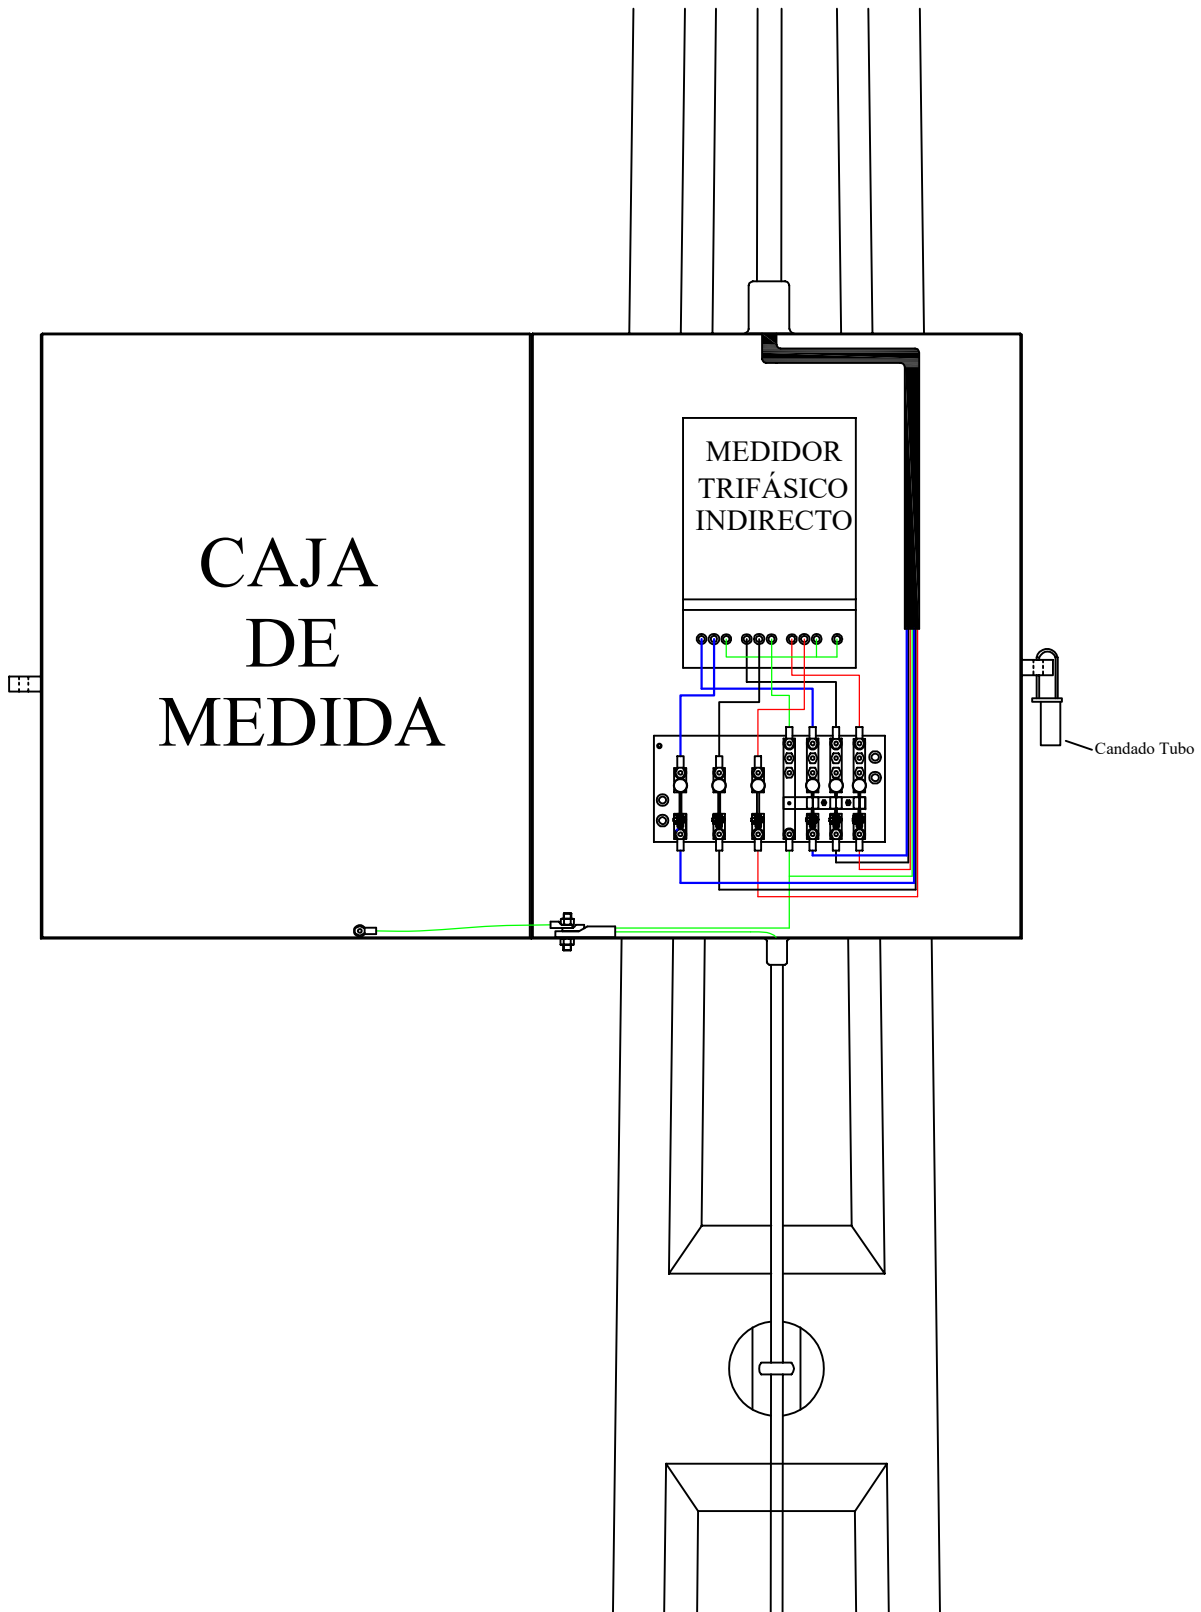 MEDIDOR
TRIFÁSICO
INDIRECTO
CAJA
DE
MEDIDA
Candado Tubo